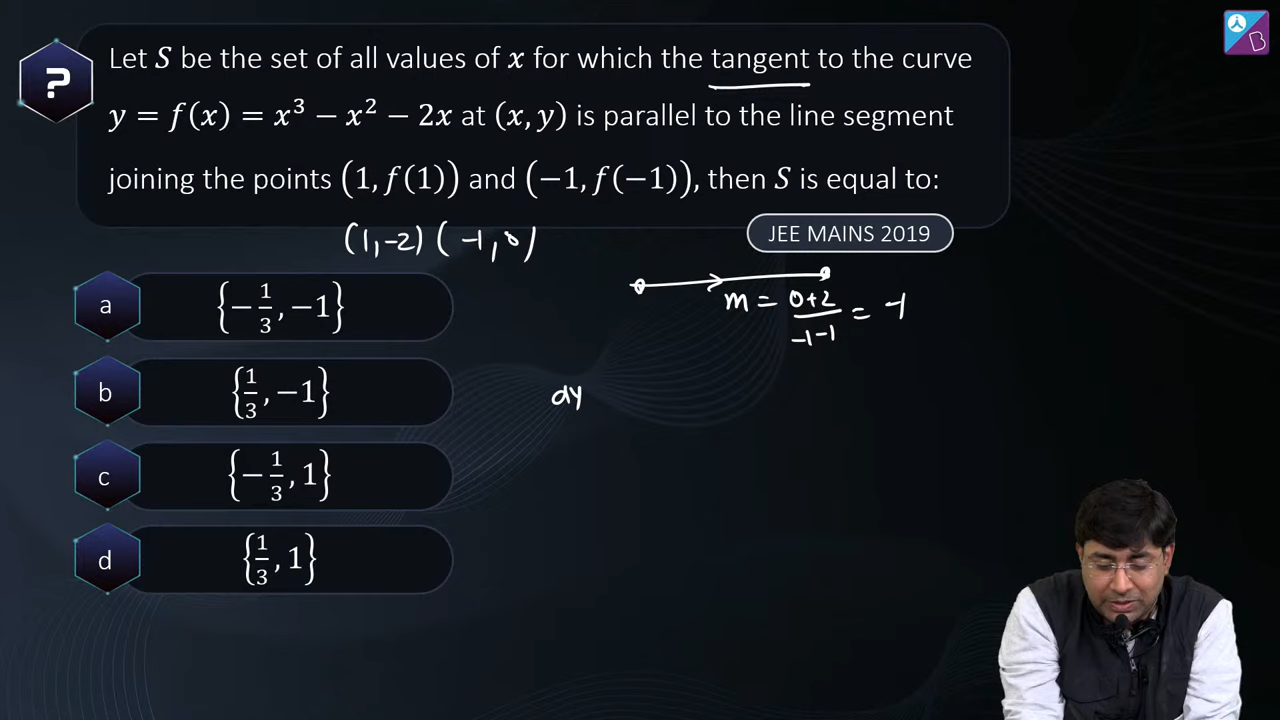 ?
Let S be the set of all values of x for which the tangent to the curve
y = f(x) = x³ − x² − 2x at (x, y) is parallel to the line segment
joining the points (1, f(1)) and (−1, f(−1)), then S is equal to:
JEE MAINS 2019
(1,-2) (-1,0)
m = 0+2/-1-1 = -1
a {−1/3, −1}
b {1/3, −1}
dy
c {−1/3, 1}
d {1/3, 1}
B